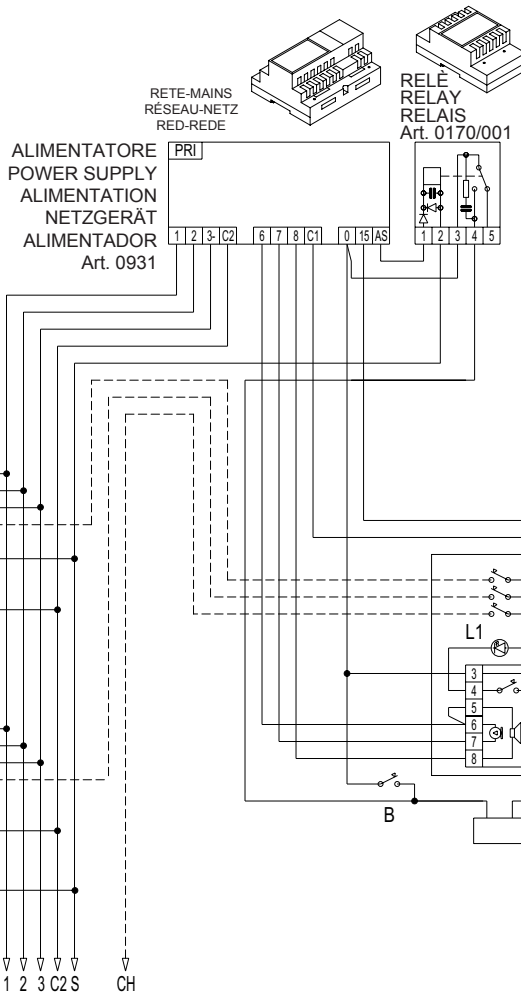 RETE-MAINS
RÉSEAU-NETZ
RED-REDE
RELÈ
RELAY
RELAIS
Art. 0170/001
ALIMENTATORE
POWER SUPPLY
ALIMENTATION
NETZGERÄT
ALIMENTADOR
Art. 0931
PRI
1 2 3- C2 6 7 8 C1 0 15 AS
1 2 3 4 5
L1
3
4
5
6
7
8
B
1 2 3 C2 S CH